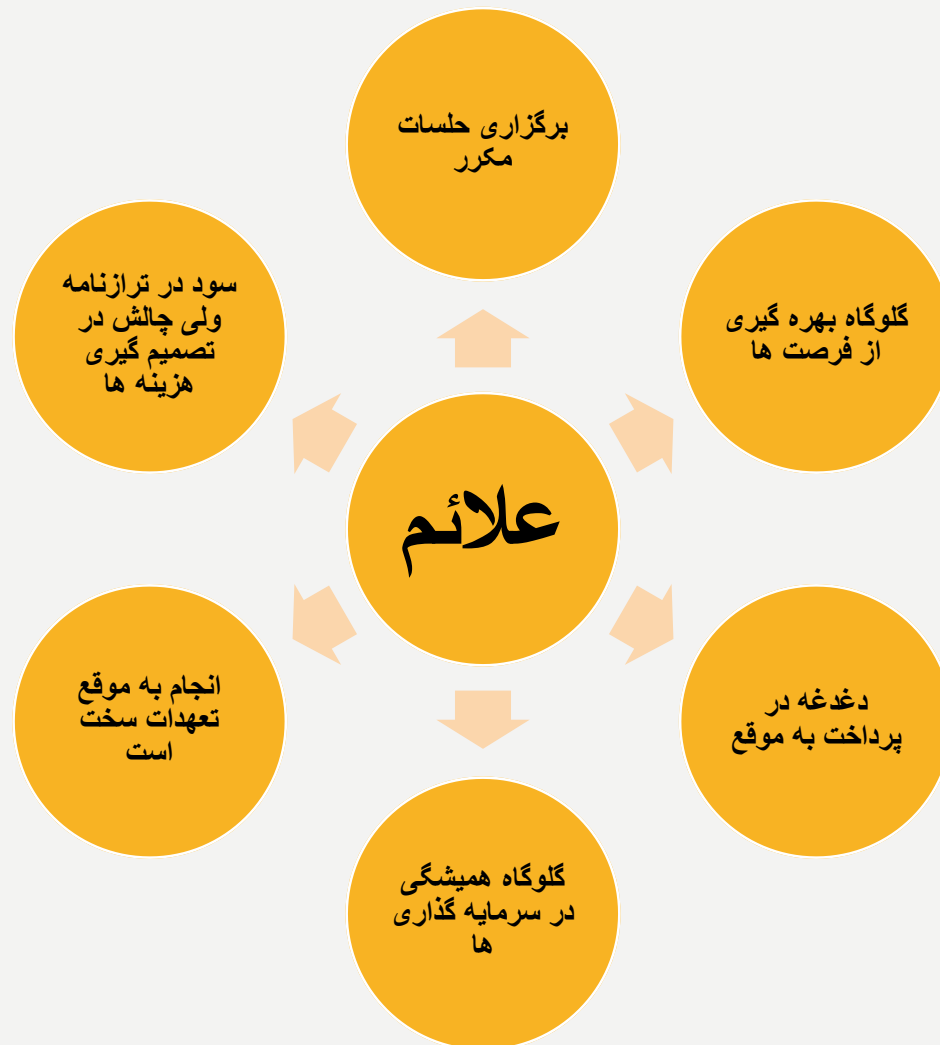 برگزاری حلسات
مکرر
گلوگاه بهره گیری
از فرصت ها
دغدغه در
پرداخت به موقع
گلوگاه همیشگی
در سرمایه گذاری
ها
انجام به موقع
تعهدات سخت
است
سود در ترازنامه
ولی چالش در
تصمیم گیری
هزینه ها
علائم